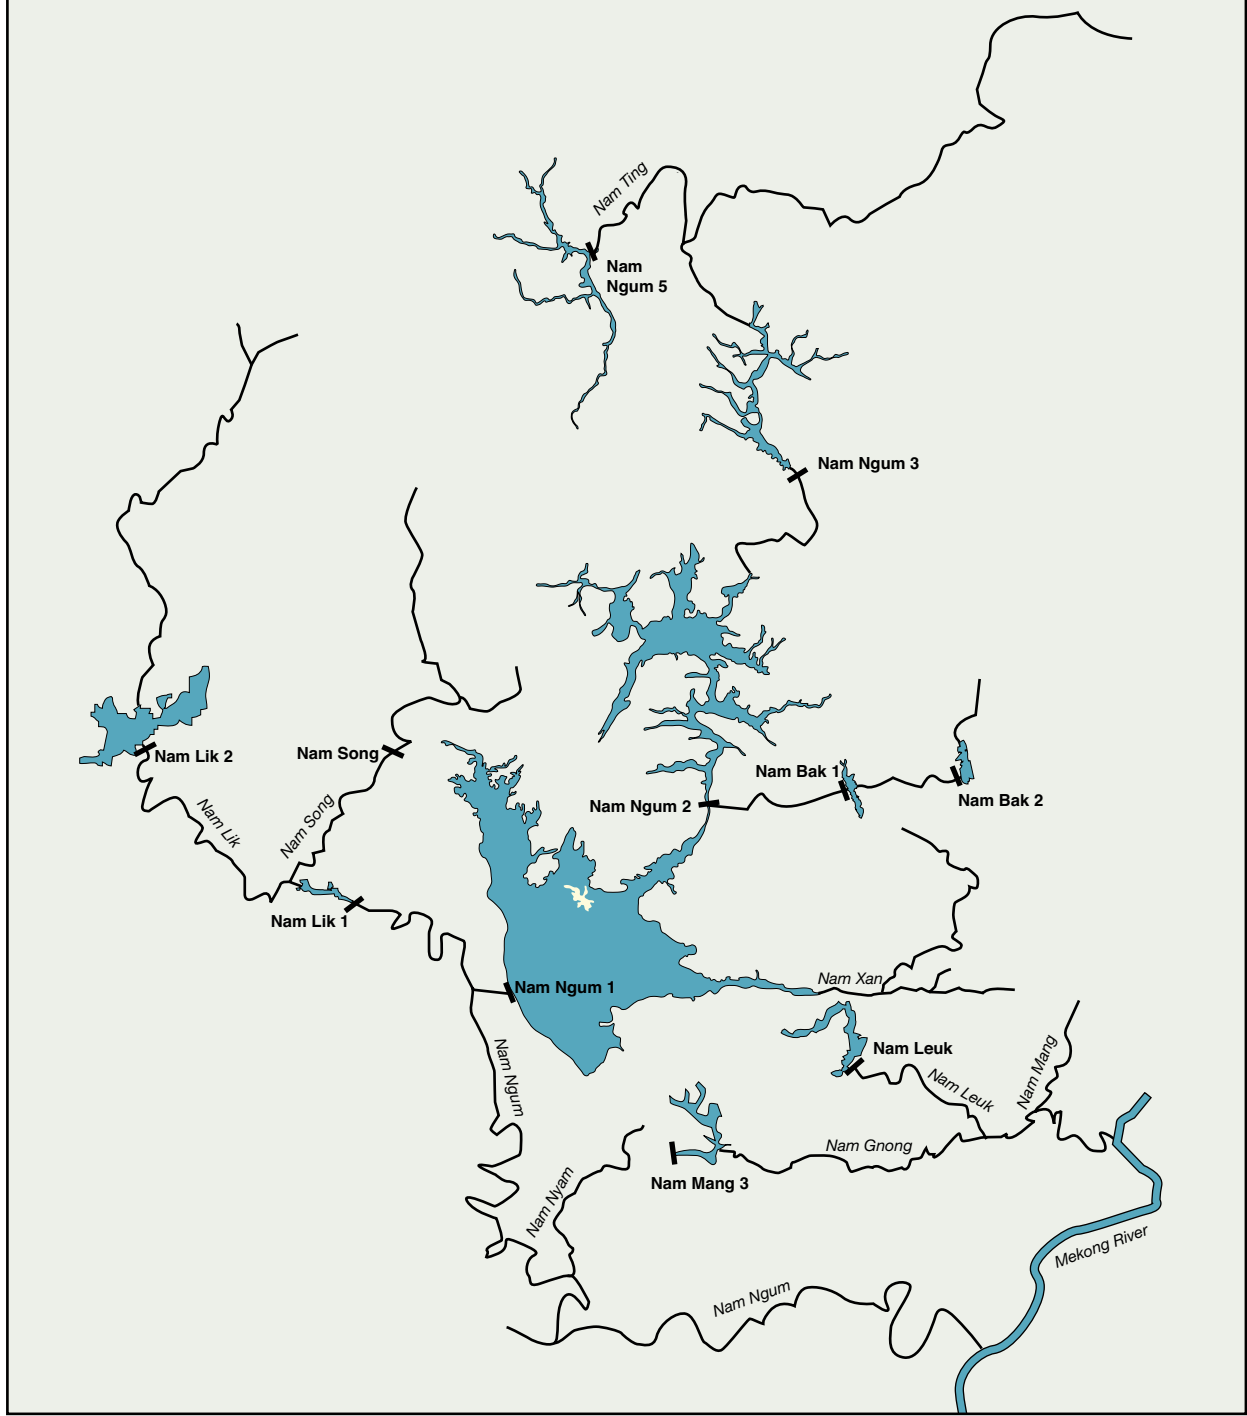 Nam Ting
Nam
Ngum 5
Nam Ngum 3
Nam Lik 2
Nam Song
Nam Bak 1
Nam Bak 2
Nam Ngum 2
Nam Lik
Nam Song
Nam Lik 1
Nam Xan
Nam Ngum 1
Nam Leuk
Nam Ngum
Nam Leuk
Nam Mang
Nam Gnong
Nam Mang 3
Nam Nyam
Mekong River
Nam Ngum